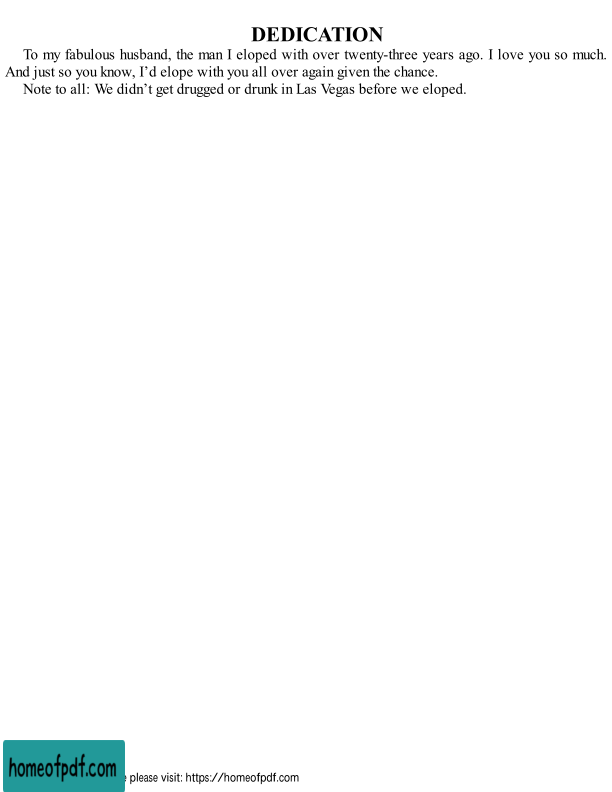 DEDICATION
To my fabulous husband, the man I eloped with over twenty-three years ago. I love you so much.
And just so you know, I’d elope with you all over again given the chance.
Note to all: We didn’t get drugged or drunk in Las Vegas before we eloped.
homeofpdf.com
please visit: https://homeofpdf.com